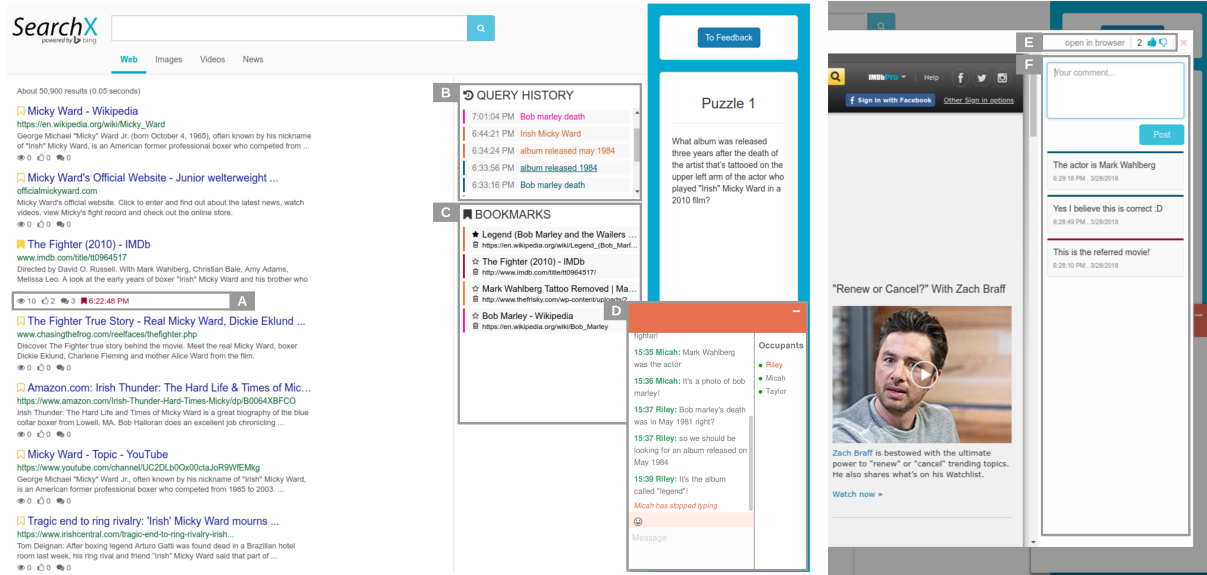 SearchX
powered by bing
Web Images Videos News
About 50,900 results (0.05 seconds)
Micky Ward - Wikipedia
https://en.wikipedia.org/wiki/Micky_Ward
George Michael "Micky" Ward Jr. (born October 4, 1965), often known by his nickname
of "Irish" Micky Ward, is an American former professional boxer who competed from ...
0 0 0
Micky Ward's Official Website - Junior welterweight ...
officialmickyward.com
Micky Ward's official website. Click to enter and find out about the latest news, watch
videos, view Micky's fight record and check out the online store.
0 0 0
The Fighter (2010) - IMDb
www.imdb.com/title/tt0964517
Directed by David O. Russell. With Mark Wahlberg, Christian Bale, Amy Adams,
Melissa Leo. A look at the early years of boxer "Irish" Micky Ward and his brother who
10 2 3 6:22:48 PM A
The Fighter True Story - Real Micky Ward, Dickie Eklund ...
www.chasingthefrog.com/reelfaces/thefighter.php
Discover The Fighter true story behind the movie. Meet the real Micky Ward, boxer
Dickie Eklund, Charlene Fleming and mother Alice Ward from the film.
0 0 0
Amazon.com: Irish Thunder: The Hard Life & Times of Mic...
https://www.amazon.com/Irish-Thunder-Hard-Times-Micky/dp/B0064XBFCO
Irish Thunder: The Hard Life and Times of Micky Ward is a great biography of the blue
collar boxer from Lowell, MA. Bob Halloran does an excellent job chronicling ...
0 0 0
Micky Ward - Topic - YouTube
https://www.youtube.com/channel/UC2DLb0Ox00ctaJoR9WfEMkg
George Michael "Micky" Ward Jr., often known by his nickname of "Irish" Micky Ward,
is an American former professional boxer who competed from 1985 to 2003. ...
0 0 0
Tragic end to ring rivalry: 'Irish' Micky Ward mourns ...
https://www.irishcentral.com/tragic-end-to-ring-rivalry-irish...
Tom Deignan: After boxing legend Arturo Gatti was found dead in a Brazilian hotel
room last week, his ring rival and friend "Irish" Micky Ward said that part of ...
0 0 0
B QUERY HISTORY
7:01:04 PM Bob marley death
6:44:21 PM Irish Micky Ward
6:34:24 PM album released may 1984
6:33:56 PM album released 1984
6:33:16 PM Bob marley death
C BOOKMARKS
Legend (Bob Marley and the Wailers ...
https://en.wikipedia.org/wiki/Legend_(Bob_Marl...
The Fighter (2010) - IMDb
http://www.imdb.com/title/tt0964517/
Mark Wahlberg Tattoo Removed | Ma...
http://www.thefrisky.com/wp-content/uploads/2
Bob Marley - Wikipedia
https://en.wikipedia.org/wiki/Bob_Marley
To Feedback
Puzzle 1
What album was released
three years after the death of
the artist that's tattooed on the
upper left arm of the actor who
played "Irish" Micky Ward in a
2010 film?
D
fighter!
15:35 Micah: Mark Wahlberg
was the actor
15:36 Micah: It's a photo of bob
marley!
15:37 Riley: Bob marley's death
was in May 1981 right?
15:37 Riley: so we should be
looking for an album released on
May 1984
15:39 Riley: It's the album
called "legend"!
Micah has stopped typing
Message
Occupants
Riley
Micah
Taylor
E open in browser 2
F
IMDbPro Help
Sign in with Facebook Other Sign in options
"Renew or Cancel?" With Zach Braff
Zach Braff is bestowed with the ultimate
power to "renew" or "cancel" trending topics.
He also shares what's on his Watchlist.
Watch now »
Your comment...
Post
The actor is Mark Wahlberg
6:29:18 PM . 3/28/2018
Yes I believe this is correct :D
6:28:49 PM . 3/28/2018
This is the referred movie!
6:28:10 PM . 3/28/2018